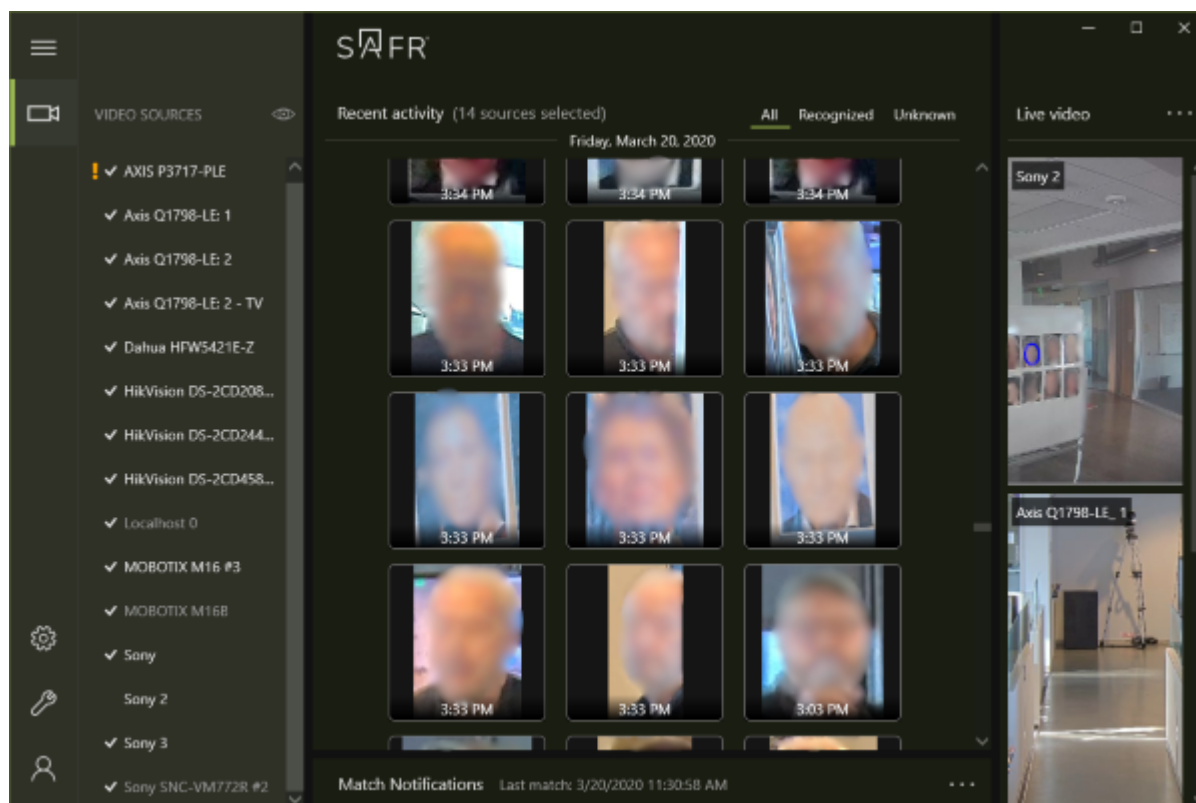 SAFR
VIDEO SOURCES
AXIS P3717-PLE
Axis Q1798-LE: 1
Axis Q1798-LE: 2
Axis Q1798-LE: 2 - TV
Dahua HFW5421E-Z
HikVision DS-2CD208...
HikVision DS-2CD244...
HikVision DS-2CD458...
Localhost 0
MOBOTIX M16 #3
MOBOTIX M16B
Sony
Sony 2
Sony 3
Sony SNC-VM772R #2
Recent activity (14 sources selected)
All Recognized Unknown
Friday, March 20, 2020
3:34 PM 3:34 PM 3:34 PM
3:33 PM 3:33 PM 3:33 PM
3:33 PM 3:33 PM 3:33 PM
3:33 PM 3:33 PM 3:03 PM
Match Notifications Last match: 3/20/2020 11:30:58 AM
Live video
Sony 2
Axis Q1798-LE_ 1